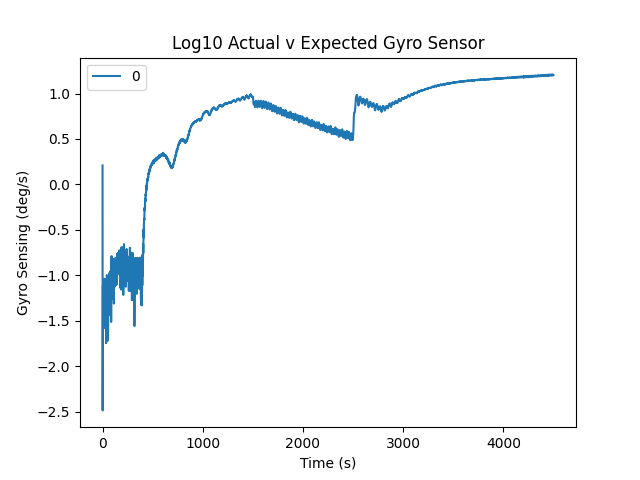 Log10 Actual v Expected Gyro Sensor
0
Gyro Sensing (deg/s)
1.0
0.5
0.0
−0.5
−1.0
−1.5
−2.0
−2.5
0 1000 2000 3000 4000
Time (s)